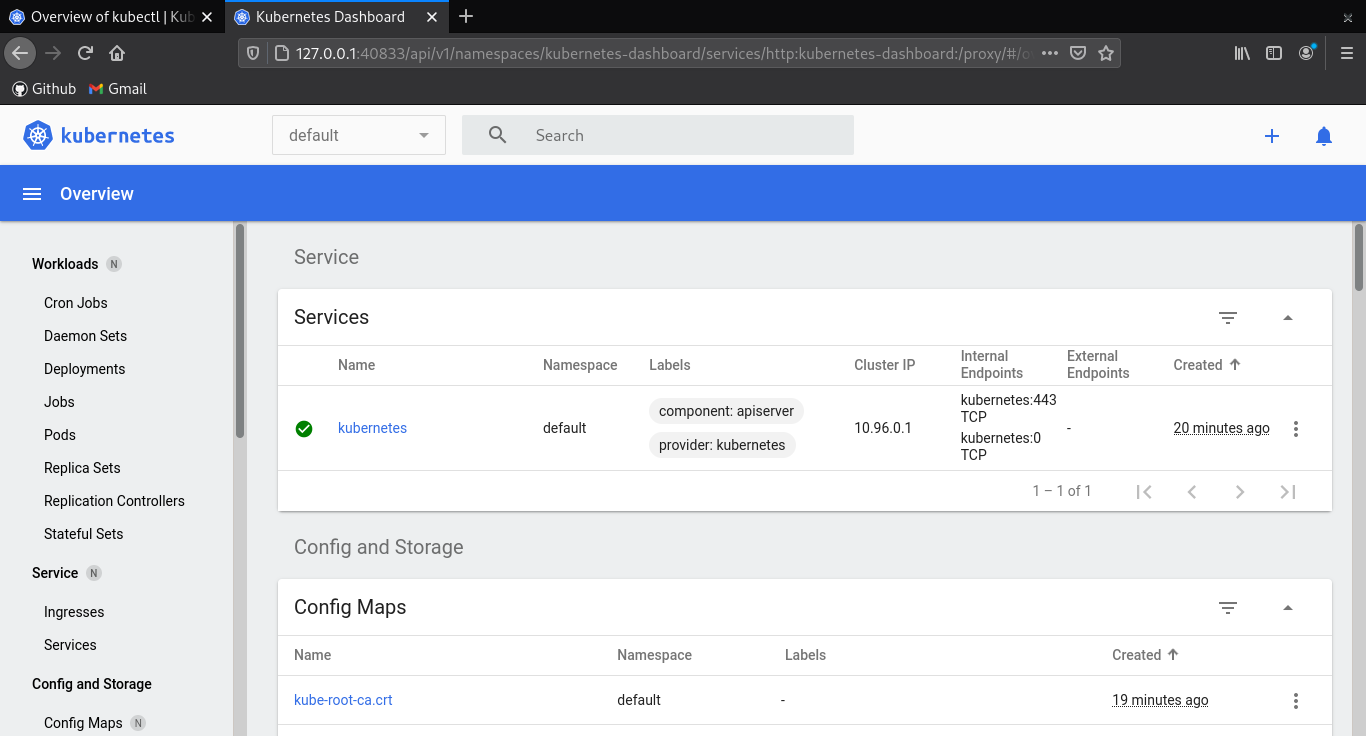 Overview of kubectl | Kub
Kubernetes Dashboard
127.0.0.1:40833/api/v1/namespaces/kubernetes-dashboard/services/http:kubernetes-dashboard:/proxy/#/o
Github
Gmail
kubernetes
default
Search
Overview
Workloads N
Cron Jobs
Daemon Sets
Deployments
Jobs
Pods
Replica Sets
Replication Controllers
Stateful Sets
Service N
Ingresses
Services
Config and Storage
Config Maps N
Service
Services
Name Namespace Labels Cluster IP Internal Endpoints External Endpoints Created
kubernetes default component: apiserver provider: kubernetes 10.96.0.1 kubernetes:443 TCP kubernetes:0 TCP - 20 minutes ago
1 – 1 of 1
Config and Storage
Config Maps
Name Namespace Labels Created
kube-root-ca.crt default - 19 minutes ago